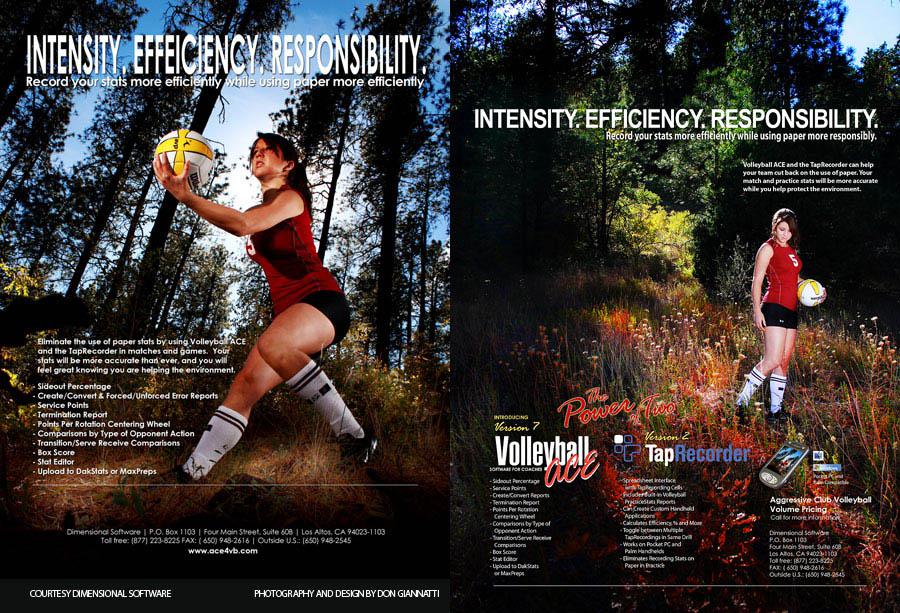 INTENSITY. EFFEICIENCY. RESPONSIBILITY.
Record your stats more efficiently while using paper more efficiently.
Eliminate the use of paper stats by using Volleyball ACE
and the TapRecorder in matches and games. Your
stats will be more accurate than ever, and you will
feel great knowing you are helping the environment.
- Sideout Percentage
- Create/Convert & Forced/Unforced Error Reports
- Service Points
- Termination Report
- Points Per Rotation Centering Wheel
- Comparisons by Type of Opponent Action
- Transition/Serve Receive Comparisons
- Box Score
- Stat Editor
- Upload to DakStats or MaxPreps
Dimensional Software | P.O. Box 1103 | Four Main Street, Suite 60B | Los Altos, CA 94023-1103
Toll free: (877) 223-8225 FAX: ( 650) 948-2616 | Outside U.S.: (650) 948-2545
www.ace4vb.com
COURTESY DIMENSIONAL SOFTWARE
PHOTOGRAPHY AND DESIGN BY DON GIANNATTI
INTENSITY. EFFICIENCY. RESPONSIBILITY.
Record your stats more efficiently while using paper more responsibly.
Volleyball ACE and the TapRecorder can help
your team cut back on the use of paper. Your
match and practice stats will be more accurate
while you help protect the environment.
5
The
Power of Two
INTRODUCING
Version 7
Volleyball
SOFTWARE FOR COACHES
ACE
- Sideout Percentage
- Service Points
- Create/Convert Reports
- Termination Report
- Points Per Rotation
Centering Wheel
- Comparisons by Type of
Opponent Action
- Transition/Serve Receive
Comparisons
- Box Score
- Stat Editor
- Upload to DakStats
or MaxPreps
Version 2
TapRecorder
- Spreadsheet Interface
with TapRecording Cells
- Includes Built-in Volleyball
Practice Stats Reports
- Can Create Custom Handheld
Applications
- Calculates Efficiency, % and More
- Toggle between Multiple
TapRecordings in Same Drill
- Works on Pocket PC and
Palm Handhelds
- Eliminates Recording Stats on
Paper in Practice
Pocket PC and
Palm Compatible
Aggressive Club Volleyball
Volume Pricing
Call for more information
Dimensional Software
P.O. Box 1103
Four Main Street, Suite 60B
Los Altos, CA 94023-1103
Toll free: (877) 223-8225
FAX: ( 650) 948-2616
Outside U.S.: (650) 948-2545